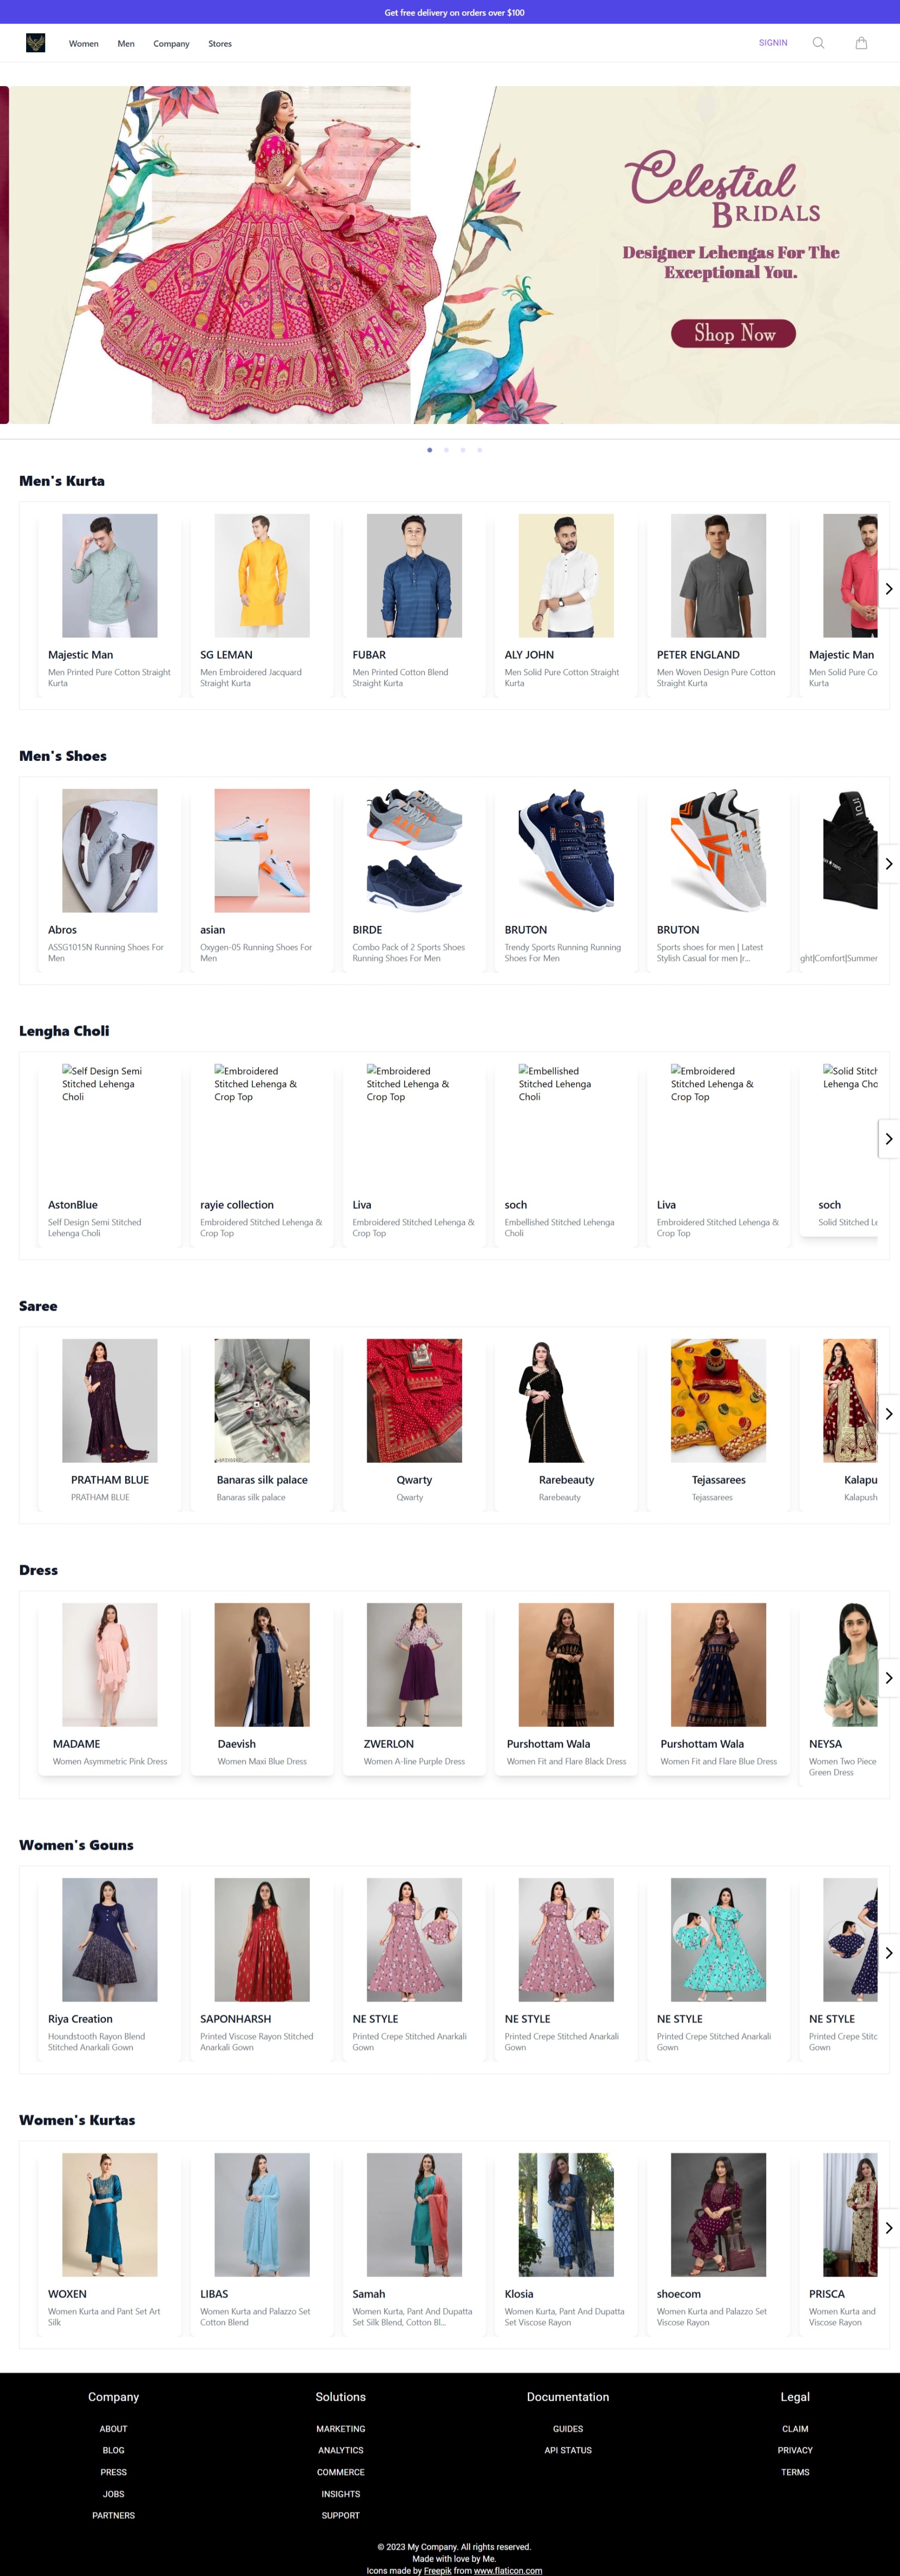 Get free delivery on orders over $100
Women Men Company Stores SIGNIN
Celestial
BRIDALS
Designer Lehengas For The
Exceptional You.
Shop Now
Men's Kurta
Majestic Man
Men Printed Pure Cotton Straight
Kurta
SG LEMAN
Men Embroidered Jacquard
Straight Kurta
FUBAR
Men Printed Cotton Blend
Straight Kurta
ALY JOHN
Men Solid Pure Cotton Straight
Kurta
PETER ENGLAND
Men Woven Design Pure Cotton
Straight Kurta
Majestic Man
Men Solid Pure Co
Kurta
Men's Shoes
Abros
ASSG1015N Running Shoes For
Men
asian
Oxygen-05 Running Shoes For
Men
BIRDE
Combo Pack of 2 Sports Shoes
Running Shoes For Men
BRUTON
Trendy Sports Running Running
Shoes For Men
BRUTON
Sports shoes for men | Latest
Stylish Casual for men |r...
ght|Comfort|Summer
Lengha Choli
Self Design Semi
Stitched Lehenga
Choli
AstonBlue
Self Design Semi Stitched
Lehenga Choli
Embroidered
Stitched Lehenga &
Crop Top
rayie collection
Embroidered Stitched Lehenga &
Crop Top
Embroidered
Stitched Lehenga &
Crop Top
Liva
Embroidered Stitched Lehenga &
Crop Top
Embellished
Stitched Lehenga
Choli
soch
Embellished Stitched Lehenga
Choli
Embroidered
Stitched Lehenga &
Crop Top
Liva
Embroidered Stitched Lehenga &
Crop Top
Solid Stitch
Lehenga Cho
soch
Solid Stitched Le
Saree
PRATHAM BLUE
PRATHAM BLUE
Banaras silk palace
Banaras silk palace
Qwarty
Qwarty
Rarebeauty
Rarebeauty
Tejassarees
Tejassarees
Kalapu
Kalapush
Dress
MADAME
Women Asymmetric Pink Dress
Daevish
Women Maxi Blue Dress
ZWERLON
Women A-line Purple Dress
Purshottam Wala
Women Fit and Flare Black Dress
Purshottam Wala
Women Fit and Flare Blue Dress
NEYSA
Women Two Piece
Green Dress
Women's Gouns
Riya Creation
Houndstooth Rayon Blend
Stitched Anarkali Gown
SAPONHARSH
Printed Viscose Rayon Stitched
Anarkali Gown
NE STYLE
Printed Crepe Stitched Anarkali
Gown
NE STYLE
Printed Crepe Stitched Anarkali
Gown
NE STYLE
Printed Crepe Stitched Anarkali
Gown
NE STYLE
Printed Crepe Stitc
Gown
Women's Kurtas
WOXEN
Women Kurta and Pant Set Art
Silk
LIBAS
Women Kurta and Palazzo Set
Cotton Blend
Samah
Women Kurta, Pant And Dupatta
Set Silk Blend, Cotton Bl...
Klosia
Women Kurta, Pant And Dupatta
Set Viscose Rayon
shoecom
Women Kurta and Palazzo Set
Viscose Rayon
PRISCA
Women Kurta and
Viscose Rayon
Company
ABOUT
BLOG
PRESS
JOBS
PARTNERS
Solutions
MARKETING
ANALYTICS
COMMERCE
INSIGHTS
SUPPORT
Documentation
GUIDES
API STATUS
Legal
CLAIM
PRIVACY
TERMS
© 2023 My Company. All rights reserved.
Made with love by Me.
Icons made by Freepik from www.flaticon.com